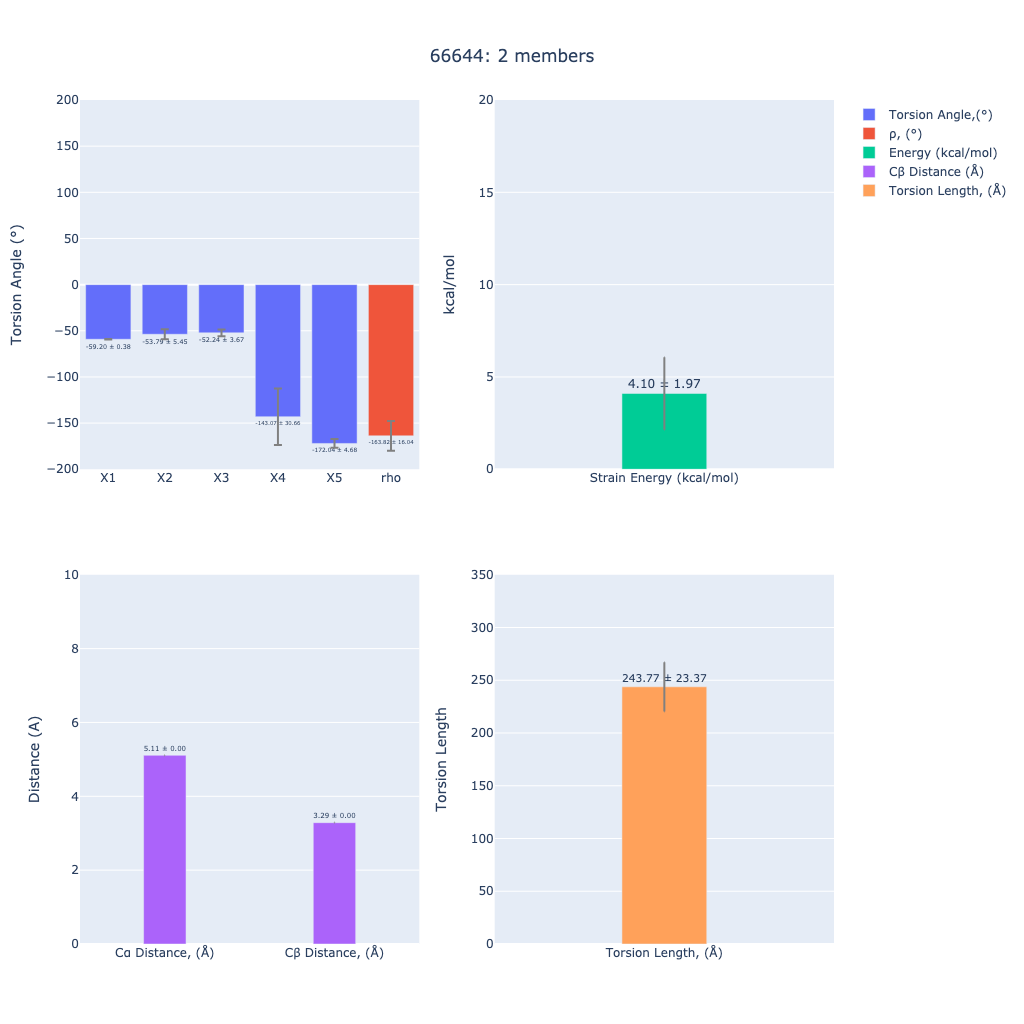 66644: 2 members
Torsion Angle (°)
200
150
100
50
0
−50
−100
−150
−200
-59.20 ± 0.38
-53.79 ± 5.45
-52.24 ± 3.67
-143.07 ± 30.66
-172.04 ± 4.68
-163.82 ± 16.04
X1 X2 X3 X4 X5 rho
kcal/mol
20
15
10
5
0
4.10 ± 1.97
Strain Energy (kcal/mol)
Torsion Angle,(°)
ρ, (°)
Energy (kcal/mol)
Cβ Distance (Å)
Torsion Length, (Å)
Distance (A)
10
8
6
4
2
0
5.11 ± 0.00
3.29 ± 0.00
Cα Distance, (Å) Cβ Distance, (Å)
Torsion Length
350
300
250
200
150
100
50
0
243.77 ± 23.37
Torsion Length, (Å)